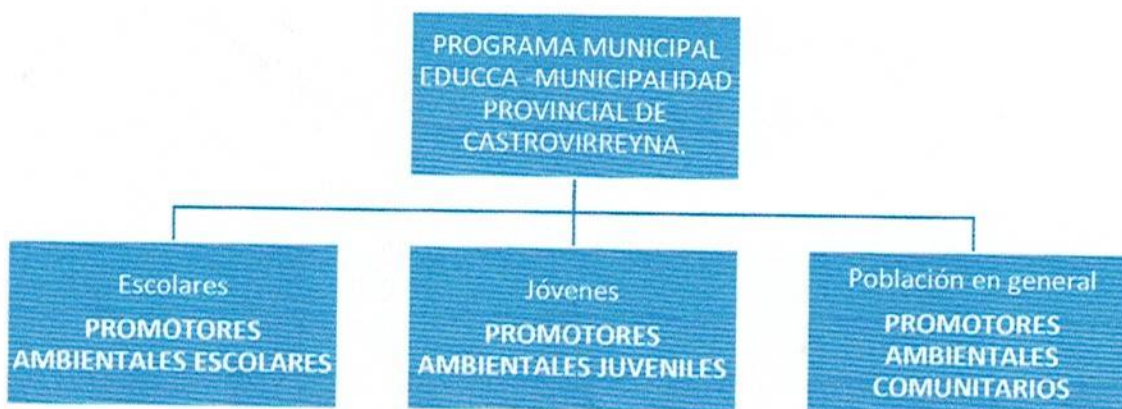 PROGRAMA MUNICIPAL
EDUCCA -MUNICIPALIDAD
PROVINCIAL DE
CASTROVIRREYNA.
Escolares
PROMOTORES
AMBIENTALES ESCOLARES
Jóvenes
PROMOTORES
AMBIENTALES JUVENILES
Población en general
PROMOTORES
AMBIENTALES
COMUNITARIOS